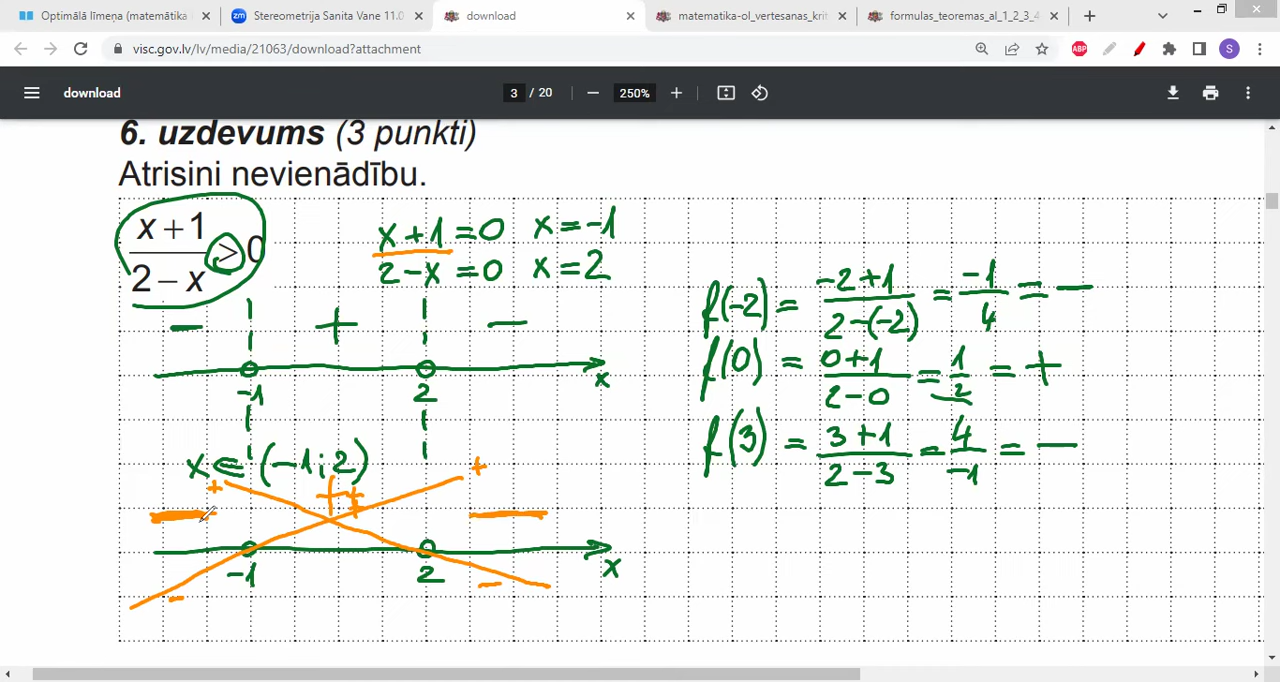 Optimālā līmeņa (matemātika
Stereometrija Sanita Vane 11.0
download
matematika-ol_vertesanas_krit
formulas_teoremas_al_1_2_3_4
visc.gov.lv/lv/media/21063/download?attachment
ABP
S
download
3 / 20
250%
6. uzdevums (3 punkti)
Atrisini nevienādību.
x+1 / 2−x > 0
x+1=0 x=-1
2-x=0 x=2
− + −
-1 2 x
x∈(-1;2)
+ + + +
− −
− −
-1 2 x
f(-2) = -2+1 / 2-(-2) = -1 / 4 = −
f(0) = 0+1 / 2-0 = 1 / 2 = +
f(3) = 3+1 / 2-3 = 4 / -1 = −